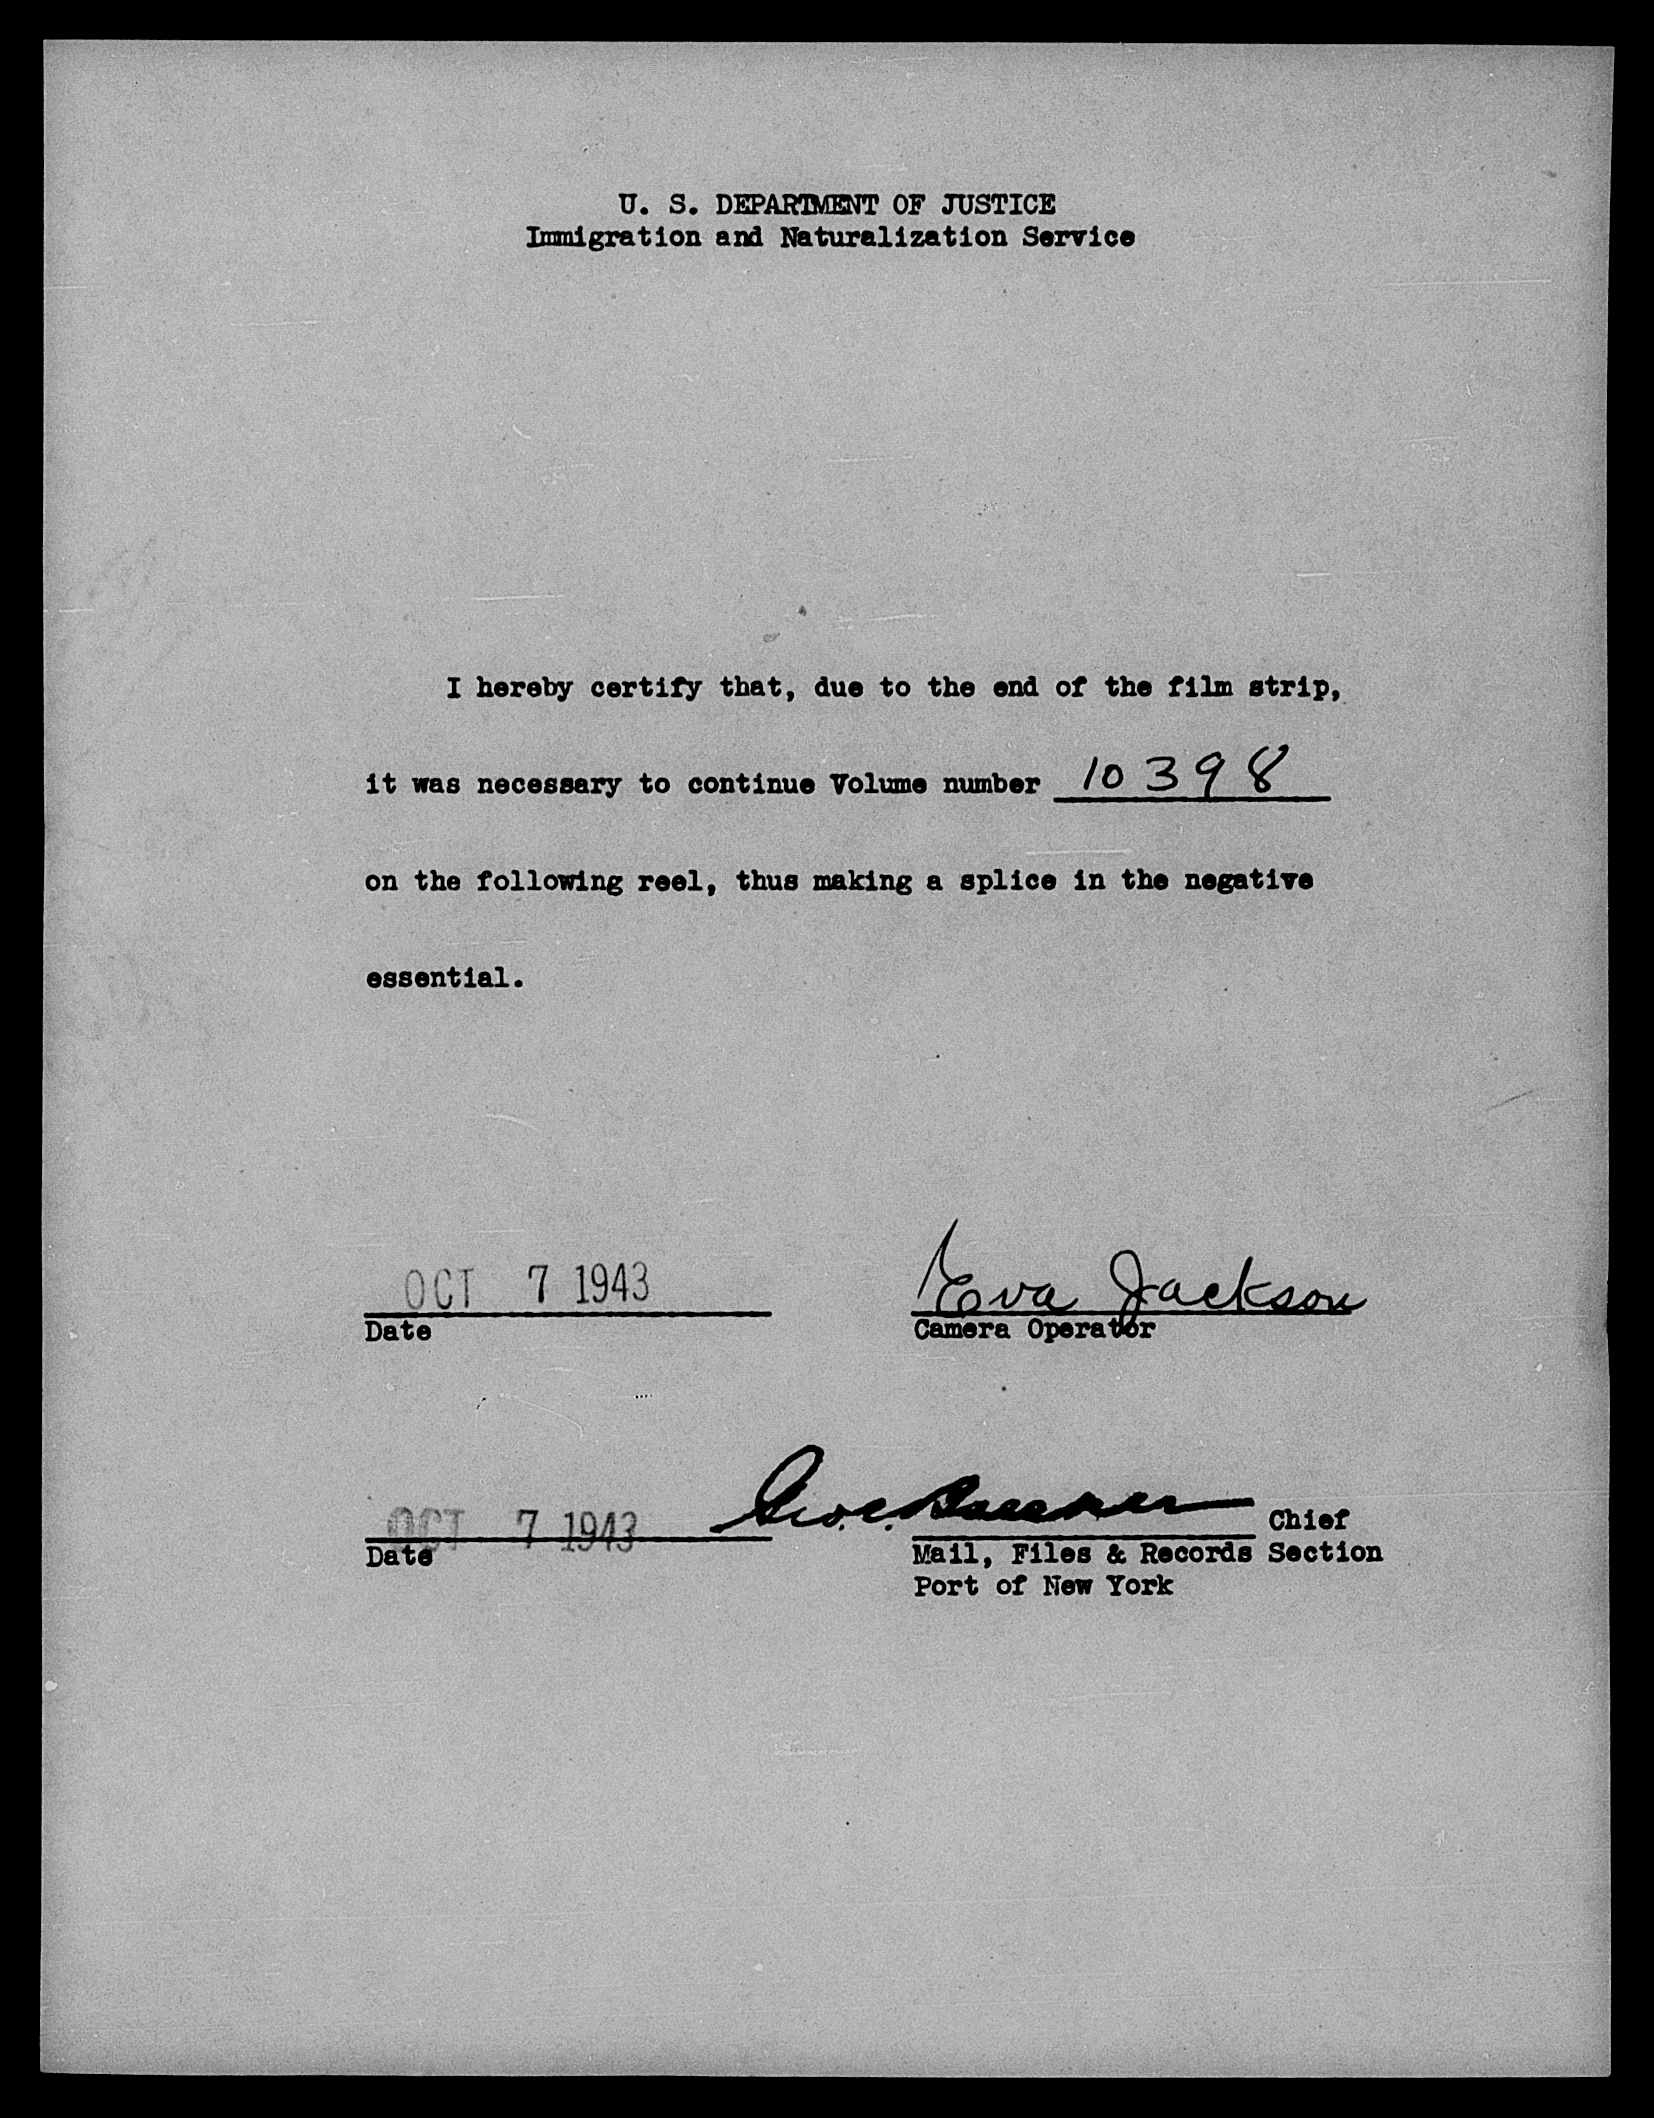 U. S. DEPARTMENT OF JUSTICE
Immigration and Naturalization Service
I hereby certify that, due to the end of the film strip,
it was necessary to continue Volume number 10398
on the following reel, thus making a splice in the negative
essential.
OCT 7 1943 Eva Jackson
Date Camera Operator
OCT 7 1943 Chief
Date Mail, Files & Records Section
Port of New York